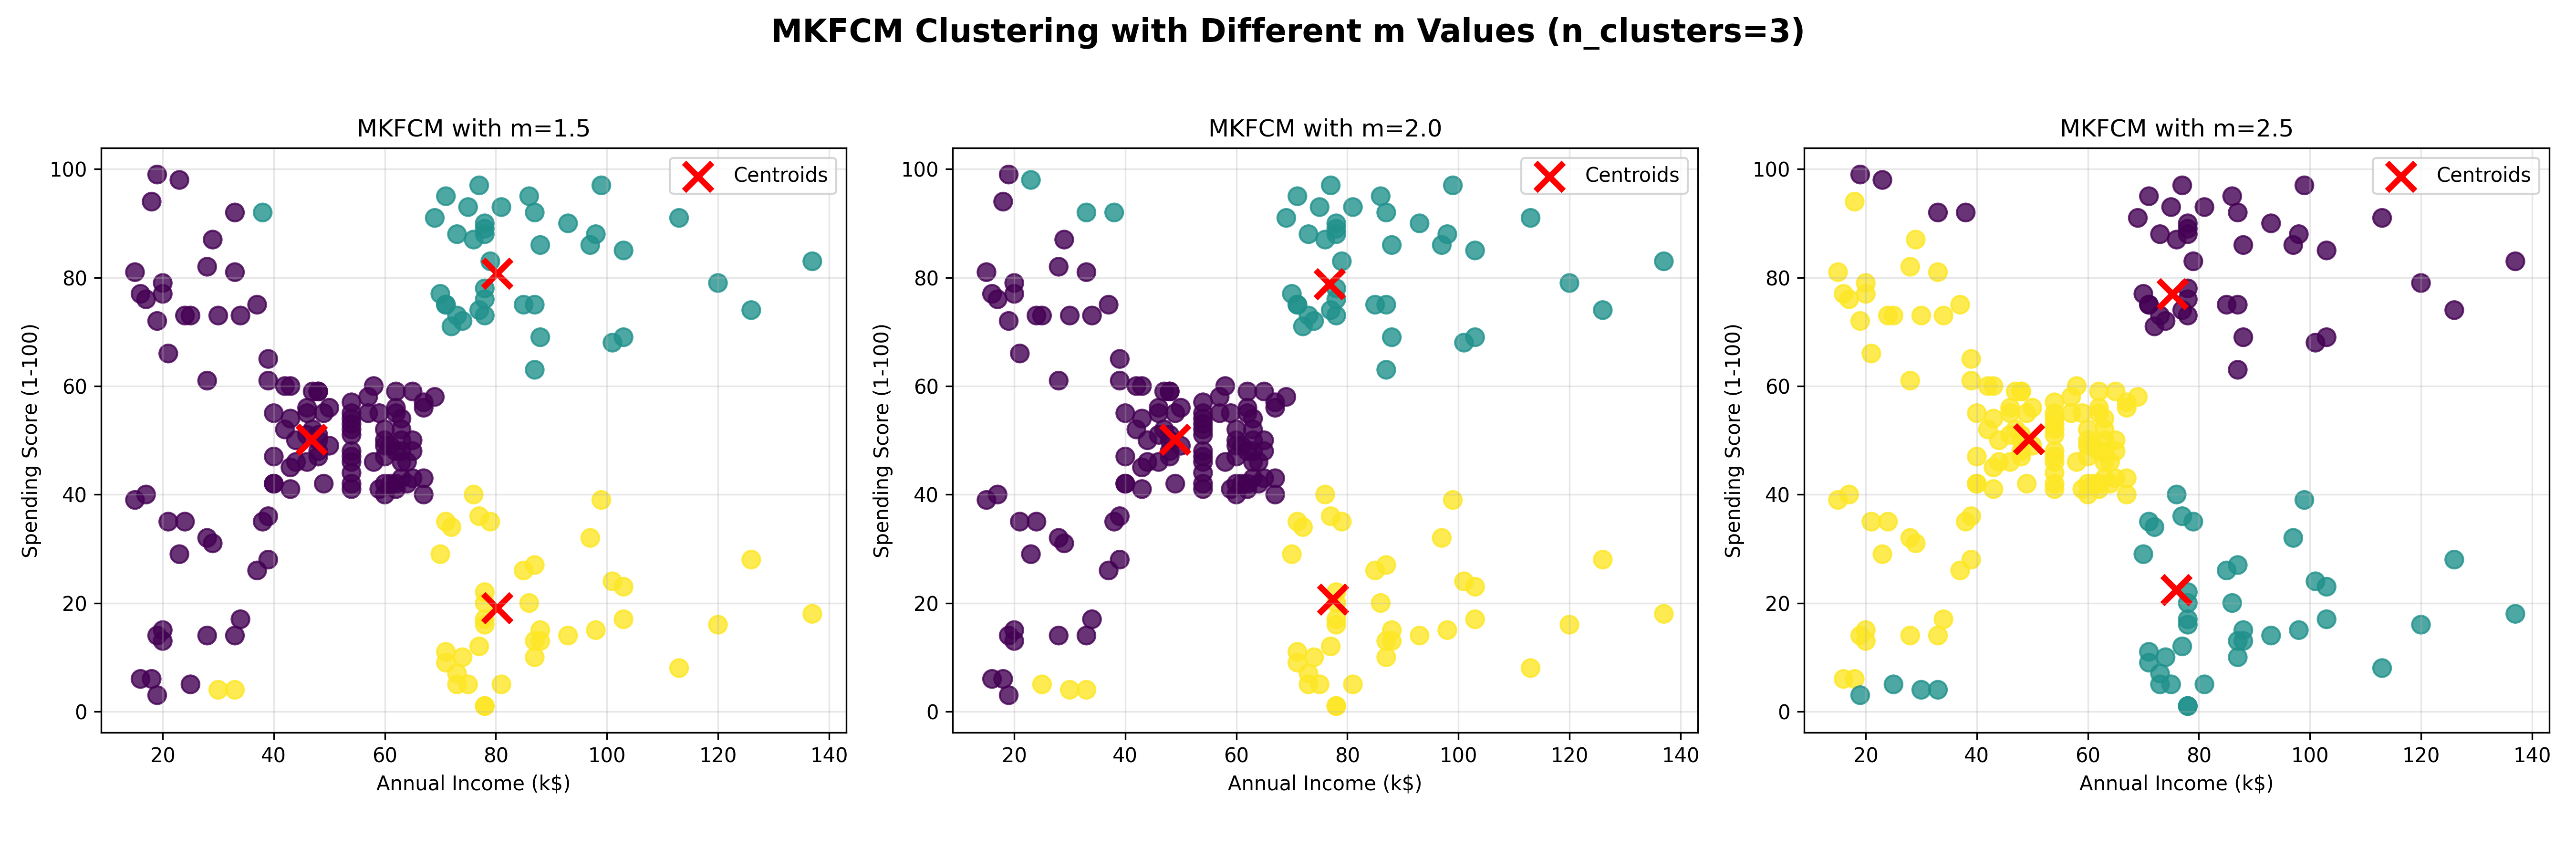 MKFCM Clustering with Different m Values (n_clusters=3)
MKFCM with m=1.5
Spending Score (1-100)
100
80
60
40
20
0
Centroids
20 40 60 80 100 120 140
Annual Income (k$)
MKFCM with m=2.0
Spending Score (1-100)
100
80
60
40
20
0
Centroids
20 40 60 80 100 120 140
Annual Income (k$)
MKFCM with m=2.5
Spending Score (1-100)
100
80
60
40
20
0
Centroids
20 40 60 80 100 120 140
Annual Income (k$)